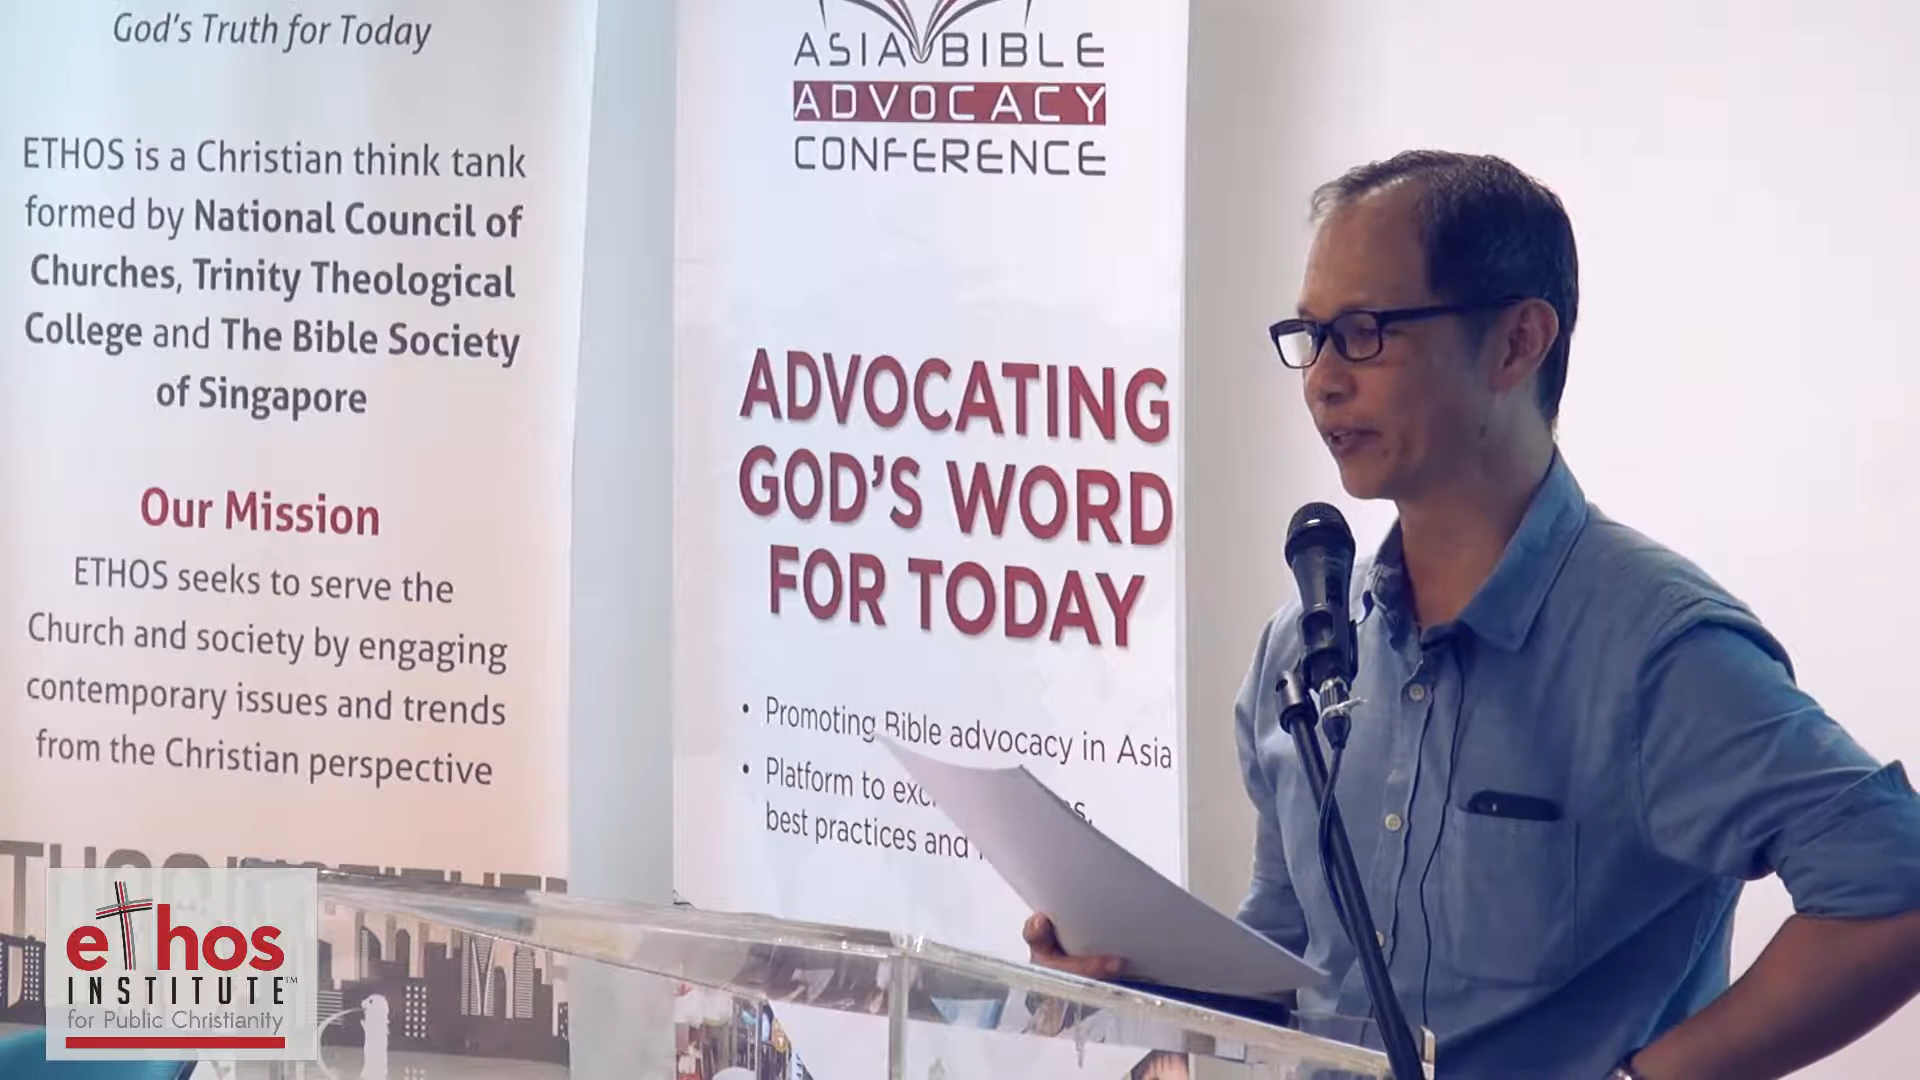 God's Truth for Today
ETHOS is a Christian think tank
formed by National Council of
Churches, Trinity Theological
College and The Bible Society
of Singapore
Our Mission
ETHOS seeks to serve the
Church and society by engaging
contemporary issues and trends
from the Christian perspective
ethos
INSTITUTE™
for Public Christianity
ASIA BIBLE
ADVOCACY
CONFERENCE
ADVOCATING
GOD'S WORD
FOR TODAY
• Promoting Bible advocacy in Asia
• Platform to
best practices and